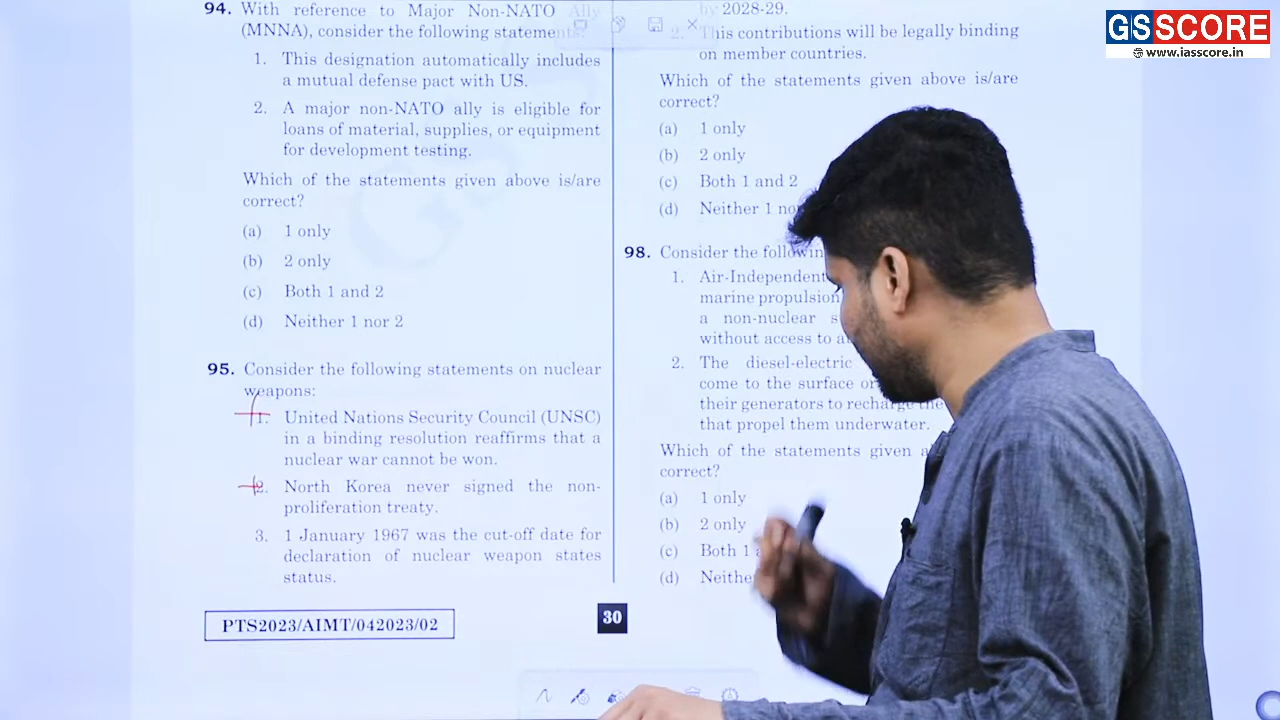 GSSCORE
www.iasscore.in
94. With reference to Major Non-NATO Ally
(MNNA), consider the following statements:
1. This designation automatically includes
a mutual defense pact with US.
2. A major non-NATO ally is eligible for
loans of material, supplies, or equipment
for development testing.
Which of the statements given above is/are
correct?
(a) 1 only
(b) 2 only
(c) Both 1 and 2
(d) Neither 1 nor 2
95. Consider the following statements on nuclear
weapons:
1. United Nations Security Council (UNSC)
in a binding resolution reaffirms that a
nuclear war cannot be won.
2. North Korea never signed the non-
proliferation treaty.
3. 1 January 1967 was the cut-off date for
declaration of nuclear weapon states
status.
PTS2023/AIMT/042023/02
30
by 2028-29.
2. This contributions will be legally binding
on member countries.
Which of the statements given above is/are
correct?
(a) 1 only
(b) 2 only
(c) Both 1 and 2
(d) Neither 1
98. Consider the
1. Air-Independent
marine propulsion
a non-nuclear
without access to
2. The diesel-electric
come to the surface or
their generators to recharge the
that propel them underwater.
Which of the statements given
correct?
(a) 1 only
(b) 2 only
(c) Both 1
(d)